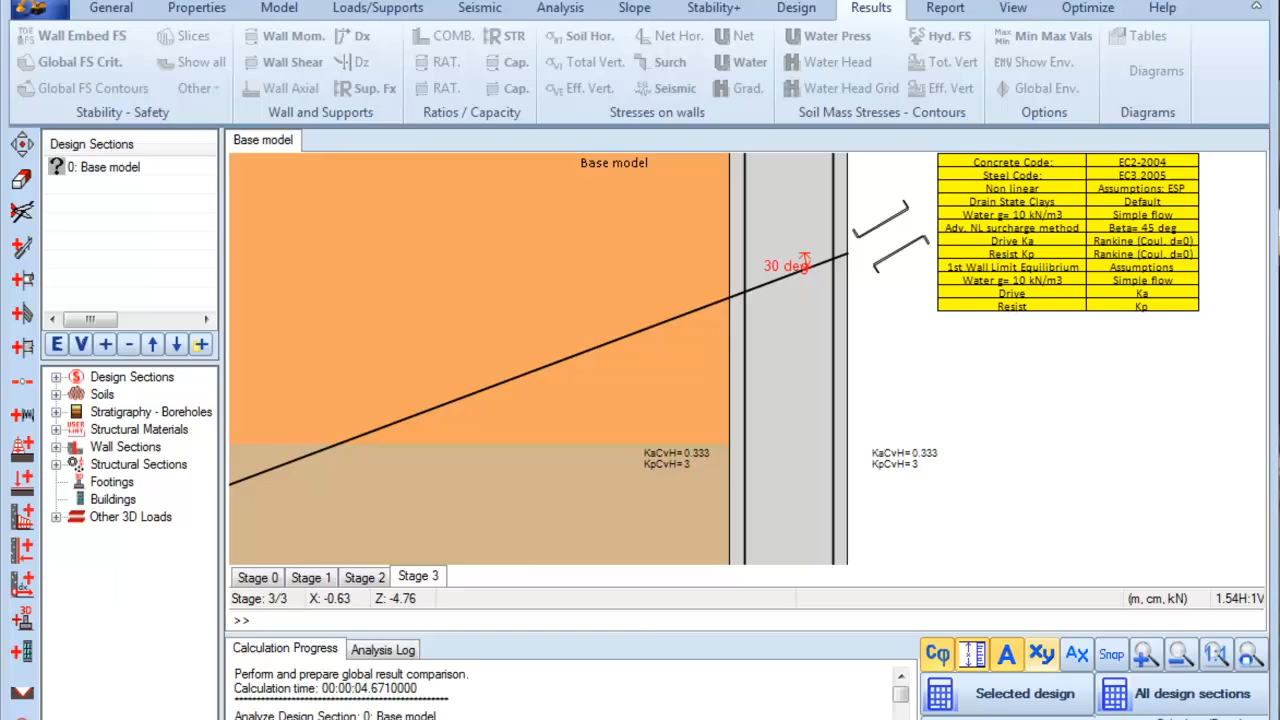 General Properties Model Loads/Supports Seismic Analysis Slope Stability+ Design Results Report View Optimize Help
Wall Embed FS Slices Wall Mom. Dx COMB. STR Soil Hor. Net Hor. Net Water Press Hyd. FS Min Max Vals Tables
Global FS Crit. Show all Wall Shear Dz RAT. Cap. Total Vert. Surch Water Water Head Tot. Vert Show Env. Diagrams
Global FS Contours Other Wall Axial Sup. Fx RAT. Cap. Eff. Vert. Seismic Grad. Water Head Grid Eff. Vert Global Env.
Stability - Safety Wall and Supports Ratios / Capacity Stresses on walls Soil Mass Stresses - Contours Options Diagrams
Design Sections
0: Base model
E V + -
Design Sections
Soils
Stratigraphy - Boreholes
Structural Materials
Wall Sections
Structural Sections
Footings
Buildings
Other 3D Loads
Base model
Base model
30 deg
KaCvH= 0.333
KpCvH= 3
KaCvH= 0.333
KpCvH= 3
Concrete Code: EC2-2004
Steel Code: EC3 2005
Non linear Assumptions: ESP
Drain State Clays Default
Water g= 10 kN/m3 Simple flow
Adv. NL surcharge method Beta= 45 deg
Drive Ka Rankine (Coul. d=0)
Resist Kp Rankine (Coul. d=0)
1st Wall Limit Equilibrium Assumptions
Water g= 10 kN/m3 Simple flow
Drive Ka
Resist Kp
Stage 0 Stage 1 Stage 2 Stage 3
Stage: 3/3 X: -0.63 Z: -4.76 (m, cm, kN) 1.54H:1V
>>
Calculation Progress Analysis Log
Perform and prepare global result comparison.
Calculation time: 00:00:04.6710000
**************************************************
Analyze Design Section: 0: Base model
Cφ A Xy Ax Snap
Selected design All design sections